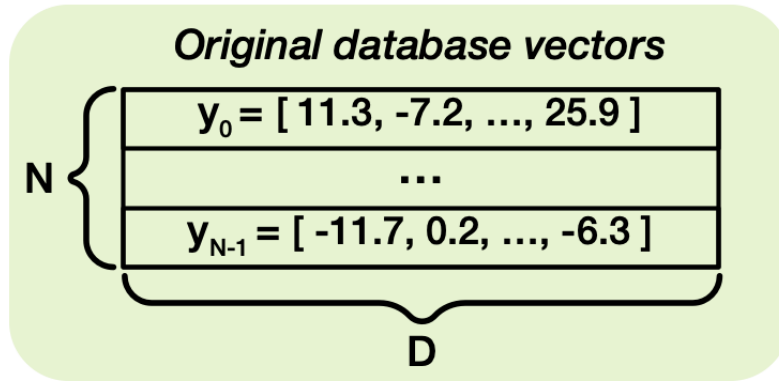 Original database vectors
y0 = [ 11.3, -7.2, ..., 25.9 ]
N
...
yN-1 = [ -11.7, 0.2, ..., -6.3 ]
D